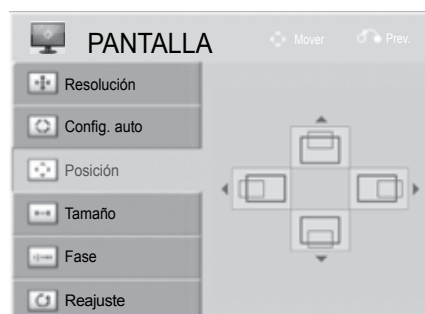 PANTALLA
Mover
Prev.
Resolución
Config. auto
Posición
Tamaño
Fase
Reajuste